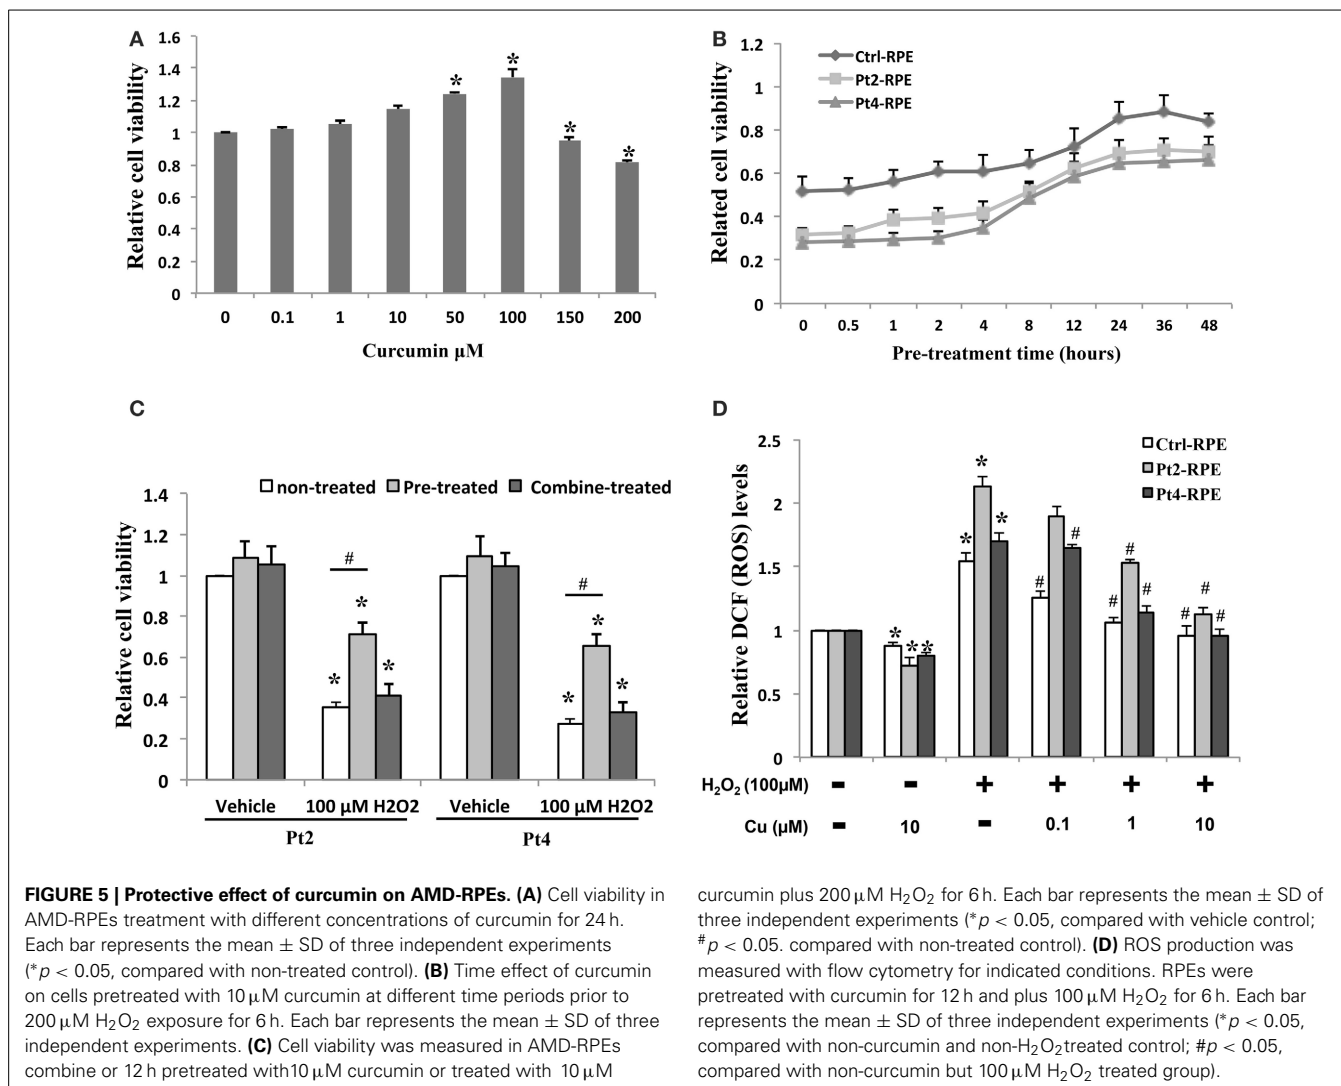 A
Relative cell viability
1.6
1.4
1.2
1
0.8
0.6
0.4
0.2
0
* * * *
0 0.1 1 10 50 100 150 200
Curcumin µM
B
Related cell viability
1.2
1
0.8
0.6
0.4
0.2
0
Ctrl-RPE
Pt2-RPE
Pt4-RPE
0 0.5 1 2 4 8 12 24 36 48
Pre-treatment time (hours)
C
Relative cell viability
non-treated Pre-treated Combine-treated
1.4
1.2
1
0.8
0.6
0.4
0.2
0
# #
* * * * * *
Vehicle 100 µM H2O2 Vehicle 100 µM H2O2
Pt2 Pt4
D
Relative DCF (ROS) levels
2.5
2
1.5
1
0.5
0
Ctrl-RPE
Pt2-RPE
Pt4-RPE
* ** * * * # # # # # # # #
H₂O₂ (100µM) - - + + + +
Cu (µM) - 10 - 0.1 1 10
FIGURE 5 | Protective effect of curcumin on AMD-RPEs. (A) Cell viability in
AMD-RPEs treatment with different concentrations of curcumin for 24 h.
Each bar represents the mean ± SD of three independent experiments
(*p < 0.05, compared with non-treated control). (B) Time effect of curcumin
on cells pretreated with 10 µM curcumin at different time periods prior to
200 µM H₂O₂ exposure for 6 h. Each bar represents the mean ± SD of three
independent experiments. (C) Cell viability was measured in AMD-RPEs
combine or 12 h pretreated with10 µM curcumin or treated with 10 µM
curcumin plus 200 µM H₂O₂ for 6 h. Each bar represents the mean ± SD of
three independent experiments (*p < 0.05, compared with vehicle control;
#p < 0.05. compared with non-treated control). (D) ROS production was
measured with flow cytometry for indicated conditions. RPEs were
pretreated with curcumin for 12 h and plus 100 µM H₂O₂ for 6 h. Each bar
represents the mean ± SD of three independent experiments (*p < 0.05,
compared with non-curcumin and non-H₂O₂treated control; #p < 0.05,
compared with non-curcumin but 100 µM H₂O₂ treated group).